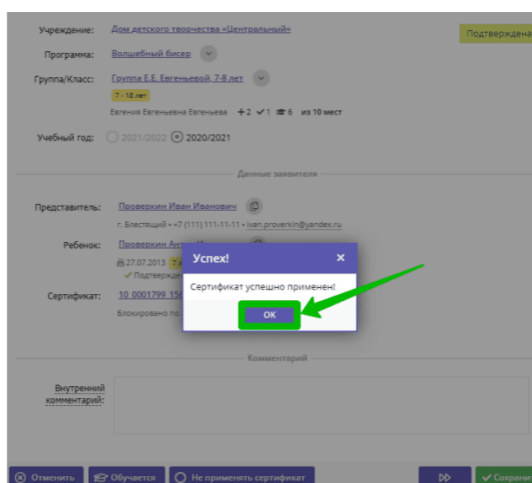 Учреждение: Дом детского творчества «Центральный»
Подтверждена
Программа: Волшебный бисер
Группа/Класс: Группа Е.Е. Евгеньевой, 7-8 лет
7 - 18 лет
Евгения Евгеньевна Евгеньева +2 ✓1 6 из 10 мест
Учебный год: 2021/2022 2020/2021
Данные заявителя
Представитель: Проверкин Иван Иванович
г. Блестящий • +7 (111) 111-11-11 • ivan.proverkin@yandex.ru
Ребенок: Проверкин
27.07.2013 7
Успех! ×
Сертификат успешно применен!
OK
Сертификат: 10 0001799
Блокировано по
Комментарий
Внутренний
комментарий:
Отменить Обучается Не применять сертификат